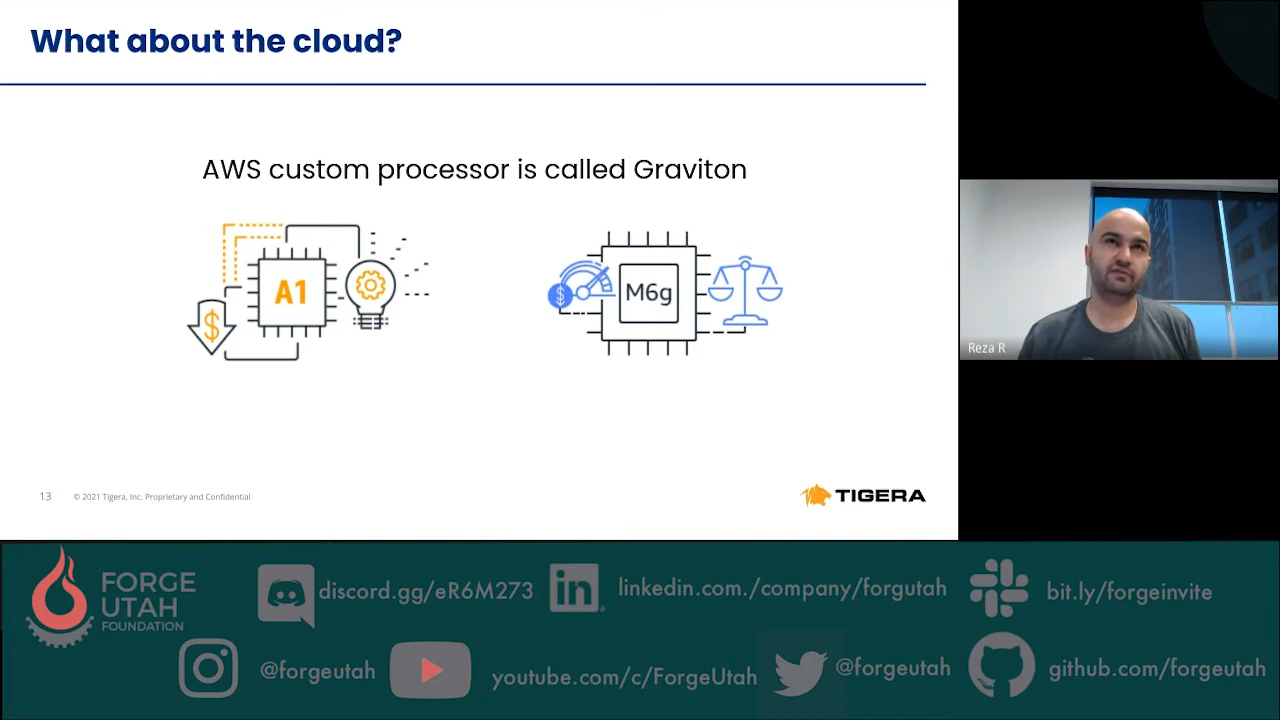 What about the cloud?
AWS custom processor is called Graviton
A1
$
M6g
$
Reza R
13
© 2021 Tigera, Inc. Proprietary and Confidential
TIGERA
FORGE
UTAH
FOUNDATION
discord.gg/eR6M273
in
linkedin.com./company/forgutah
bit.ly/forgeinvite
@forgeutah
youtube.com/c/ForgeUtah
@forgeutah
github.com/forgeutah